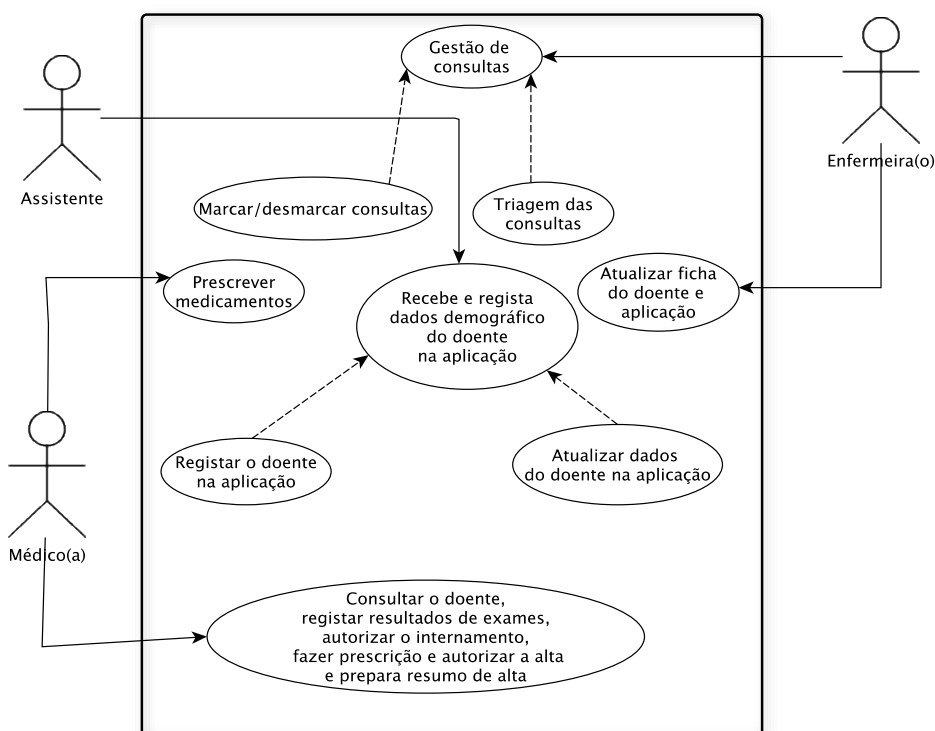 Gestão de
consultas
Enfermeira(o)
Assistente
Marcar/desmarcar consultas
Triagem das
consultas
Prescrever
medicamentos
Recebe e regista
dados demográfico
do doente
na aplicação
Atualizar ficha
do doente e
aplicação
Registar o doente
na aplicação
Atualizar dados
do doente na aplicação
Médico(a)
Consultar o doente,
registar resultados de exames,
autorizar o internamento,
fazer prescrição e autorizar a alta
e prepara resumo de alta